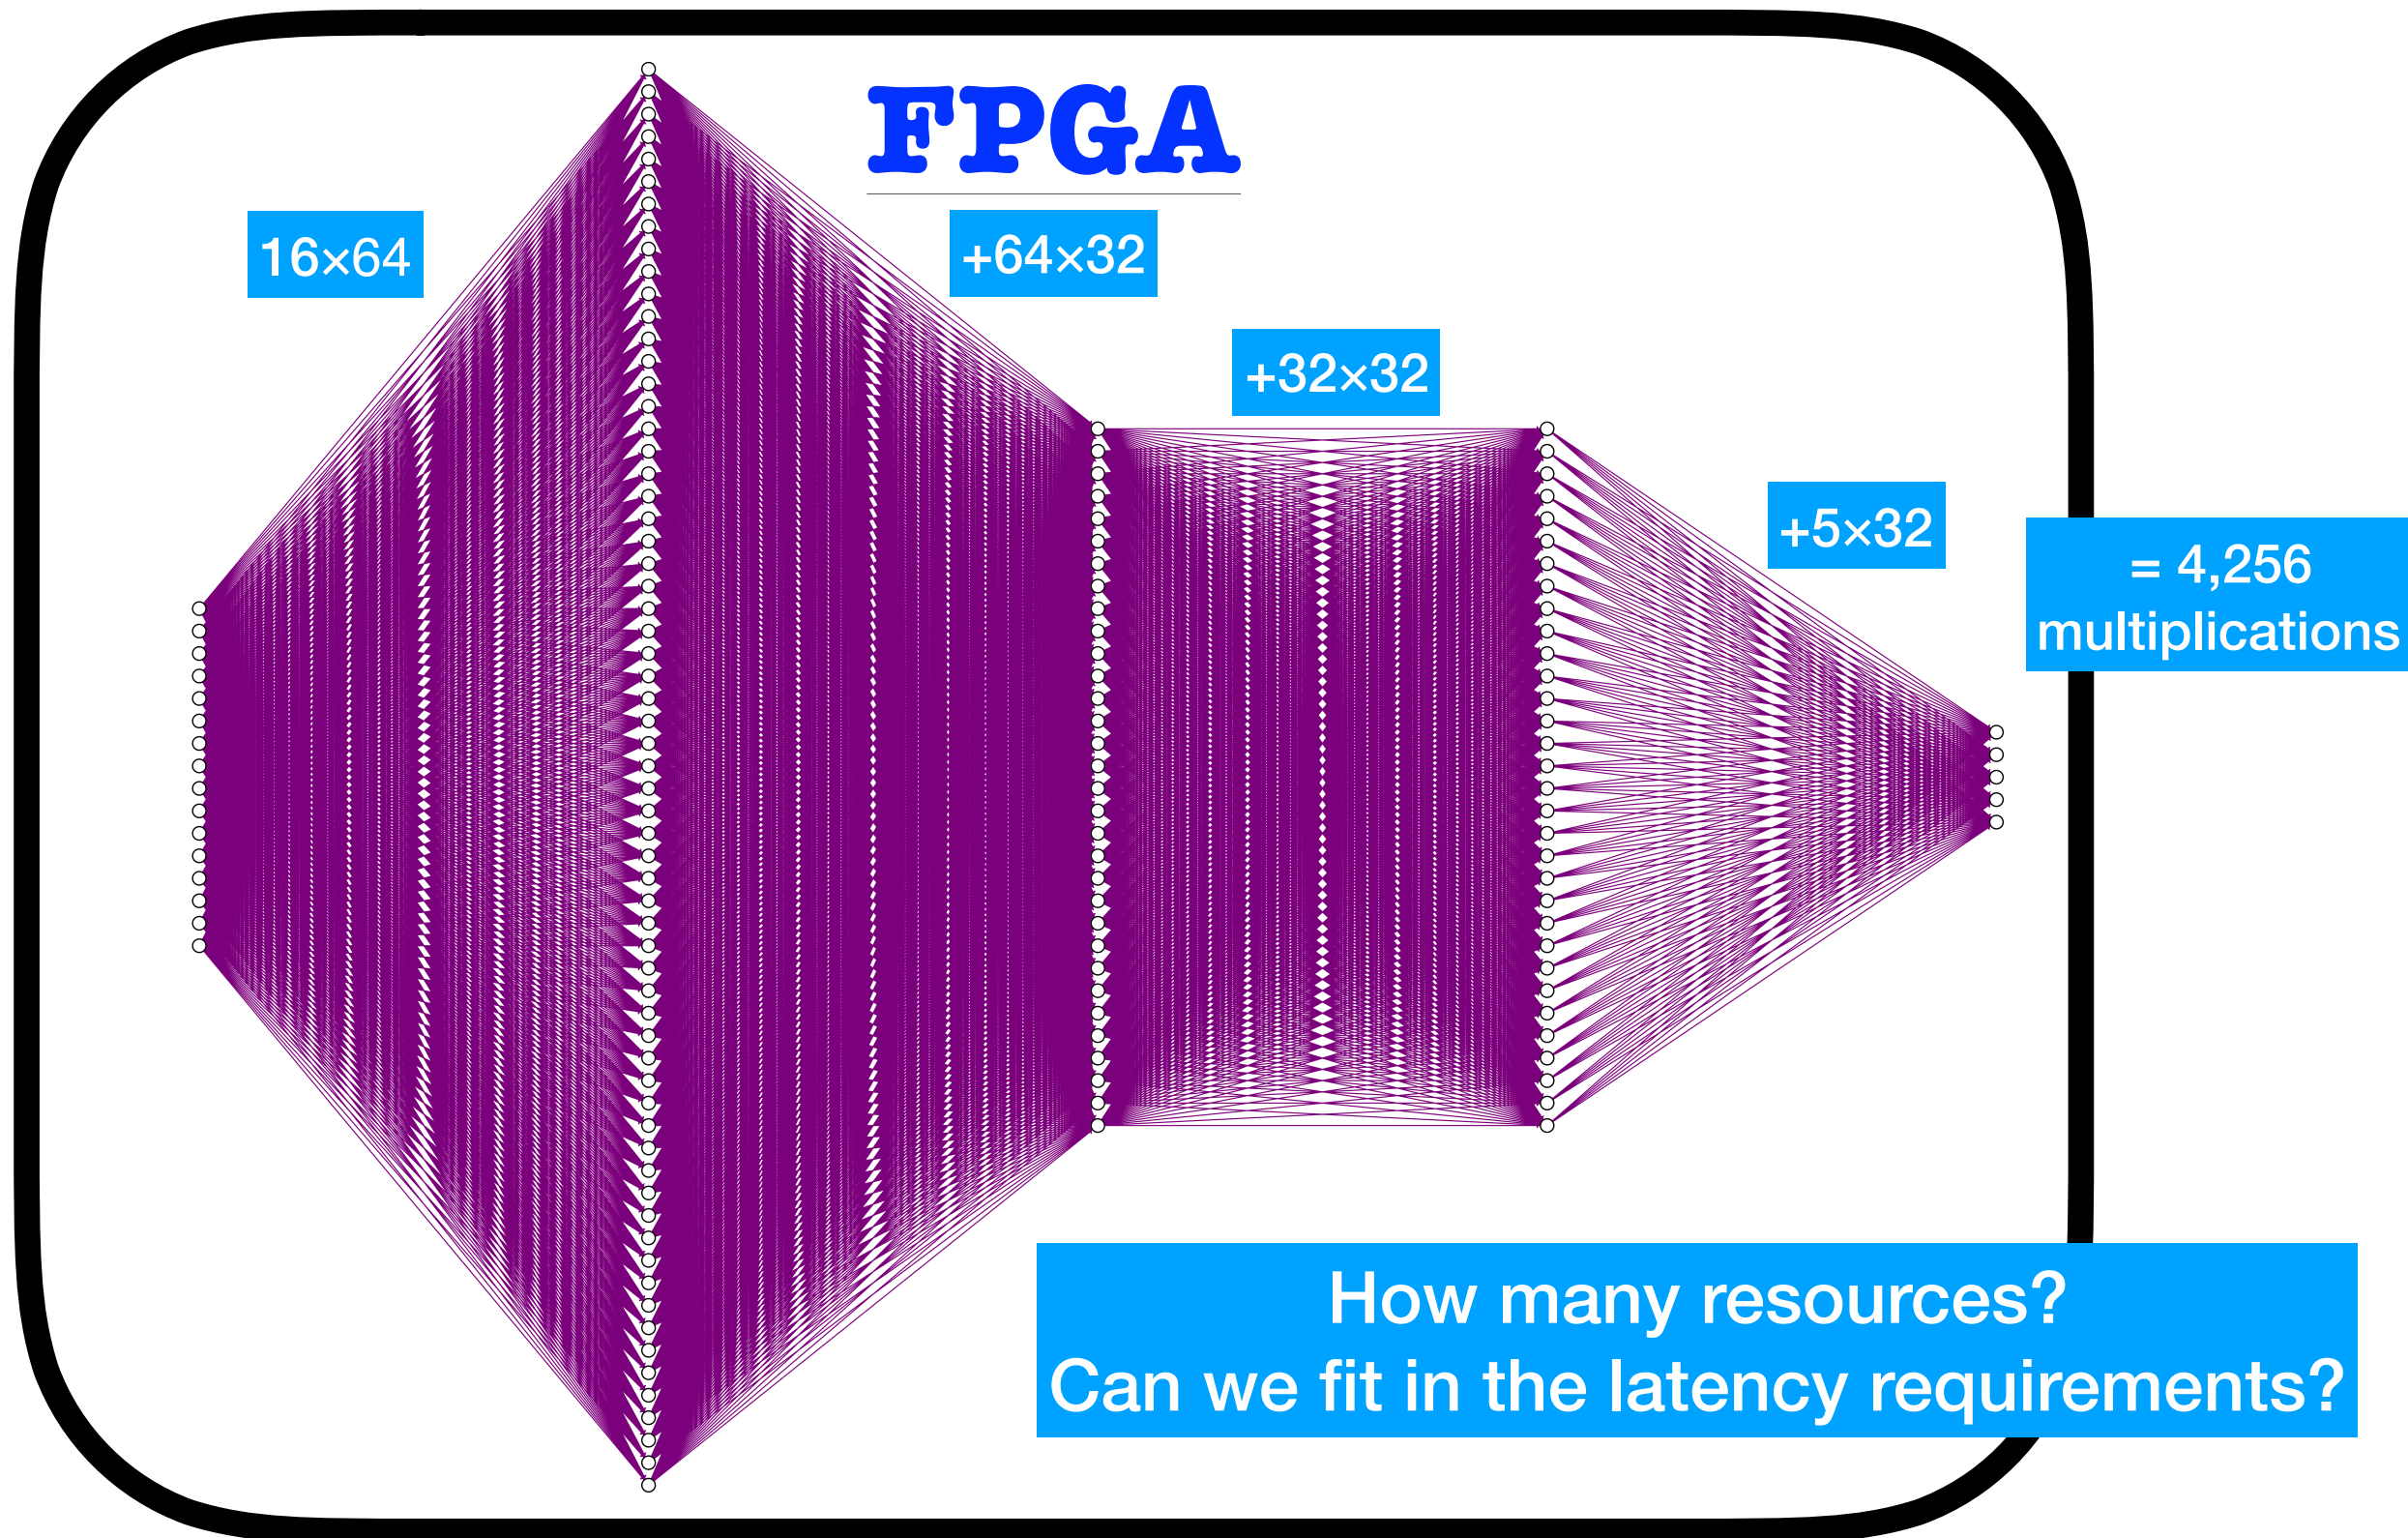 FPGA
16×64
+64×32
+32×32
+5×32
= 4,256
multiplications
How many resources?
Can we fit in the latency requirements?